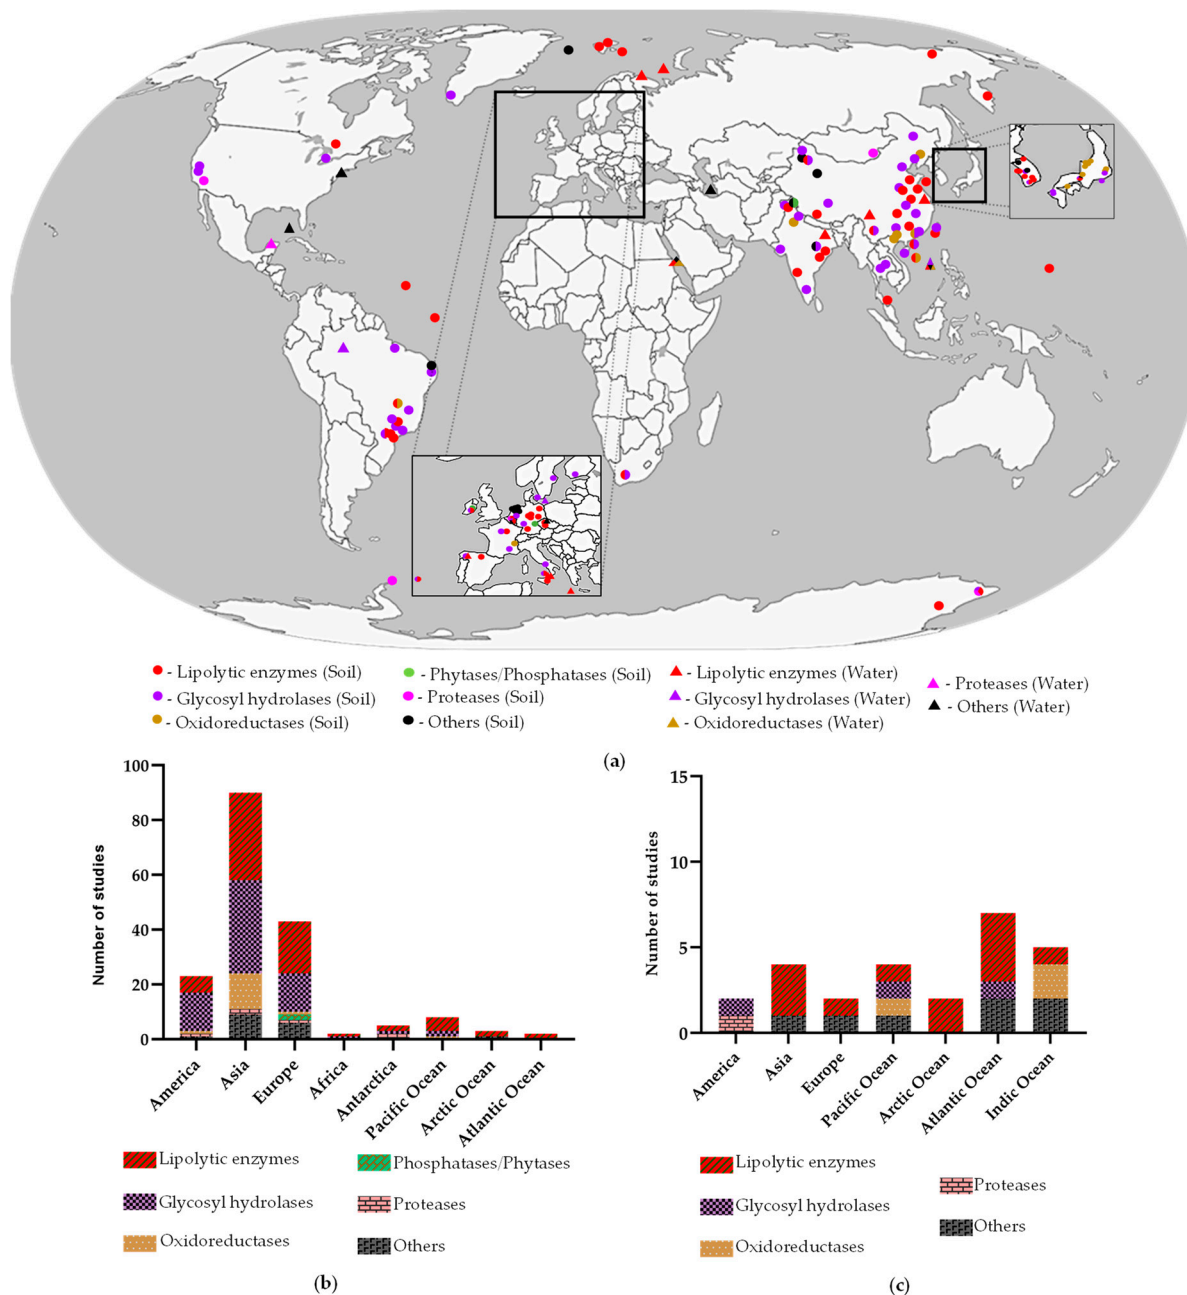 - Lipolytic enzymes (Soil)
- Glycosyl hydrolases (Soil)
- Oxidoreductases (Soil)
- Phytases/Phosphatases (Soil)
- Proteases (Soil)
- Others (Soil)
- Lipolytic enzymes (Water)
- Glycosyl hydrolases (Water)
- Oxidoreductases (Water)
- Proteases (Water)
- Others (Water)
(a)
Number of studies
100
80
60
40
20
0
America
Asia
Europe
Africa
Antarctica
Pacific Ocean
Arctic Ocean
Atlantic Ocean
Lipolytic enzymes
Glycosyl hydrolases
Oxidoreductases
Phosphatases/Phytases
Proteases
Others
(b)
Number of studies
15
10
5
0
America
Asia
Europe
Pacific Ocean
Arctic Ocean
Atlantic Ocean
Indic Ocean
Lipolytic enzymes
Glycosyl hydrolases
Oxidoreductases
Proteases
Others
(c)